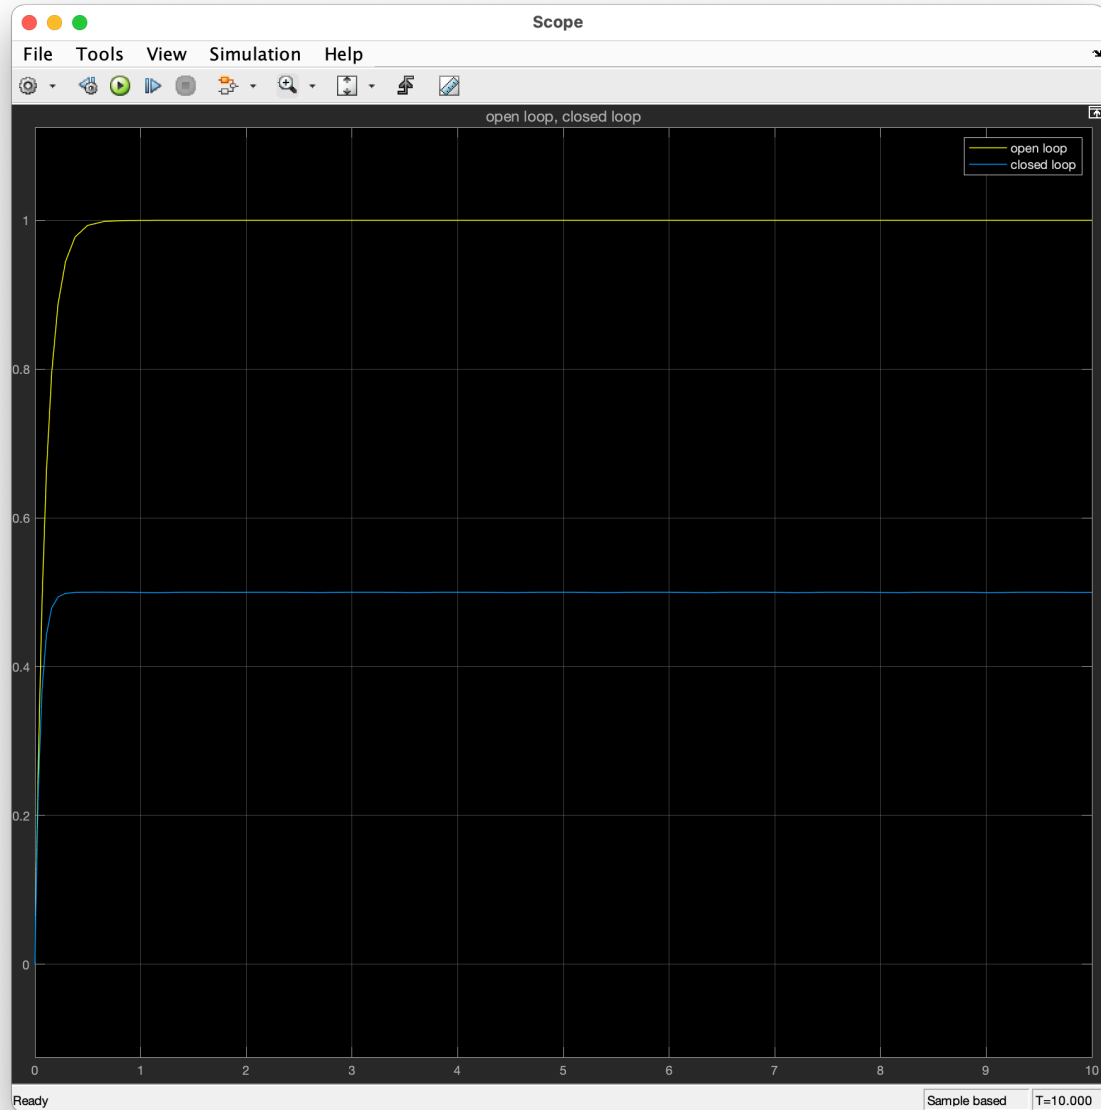 Scope
File Tools View Simulation Help
open loop, closed loop
open loop
closed loop
1
0.8
0.6
0.4
0.2
0
0 1 2 3 4 5 6 7 8 9 10
Ready Sample based T=10.000